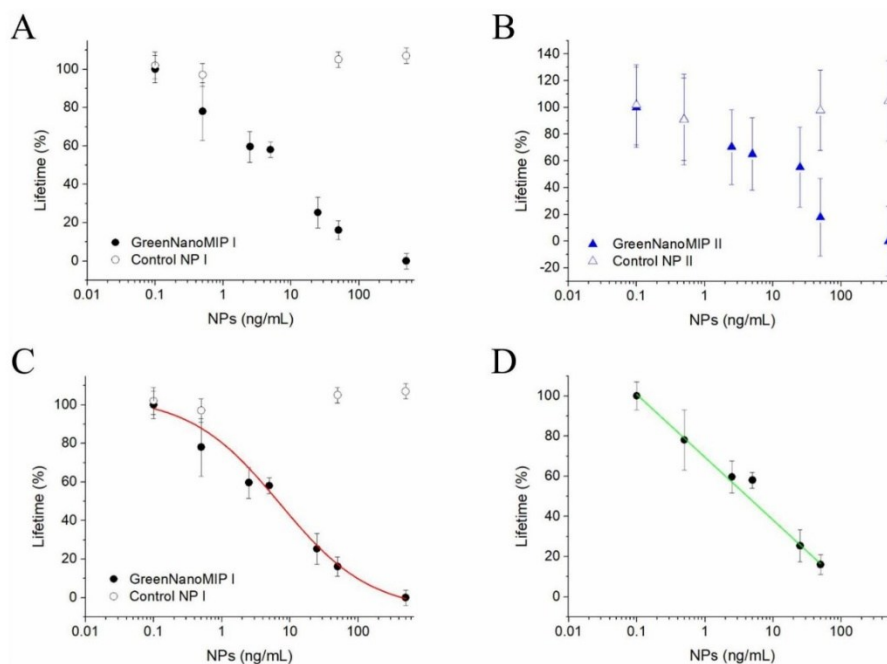 A
Lifetime (%)
100
80
60
40
20
0
GreenNanoMIP I
Control NP I
0.01 0.1 1 10 100
NPs (ng/mL)
B
Lifetime (%)
140
120
100
80
60
40
20
0
-20
GreenNanoMIP II
Control NP II
0.01 0.1 1 10 100
NPs (ng/mL)
C
Lifetime (%)
100
80
60
40
20
0
GreenNanoMIP I
Control NP I
0.01 0.1 1 10 100
NPs (ng/mL)
D
Lifetime (%)
100
80
60
40
20
0
0.01 0.1 1 10 100
NPs (ng/mL)